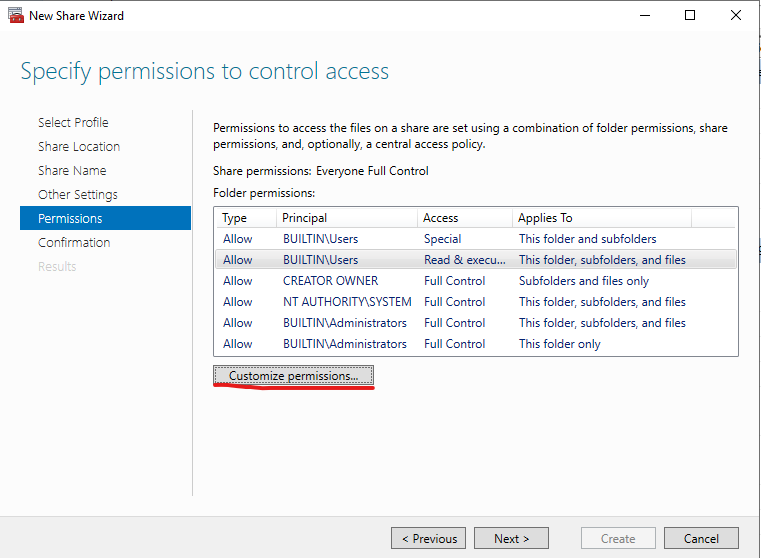 New Share Wizard
Specify permissions to control access
Select Profile
Share Location
Share Name
Other Settings
Permissions
Confirmation
Results
Permissions to access the files on a share are set using a combination of folder permissions, share
permissions, and, optionally, a central access policy.
Share permissions: Everyone Full Control
Folder permissions:
Type Principal Access Applies To
Allow BUILTIN\Users Special This folder and subfolders
Allow BUILTIN\Users Read & execu... This folder, subfolders, and files
Allow CREATOR OWNER Full Control Subfolders and files only
Allow NT AUTHORITY\SYSTEM Full Control This folder, subfolders, and files
Allow BUILTIN\Administrators Full Control This folder, subfolders, and files
Allow BUILTIN\Administrators Full Control This folder only
Customize permissions...
< Previous Next > Create Cancel